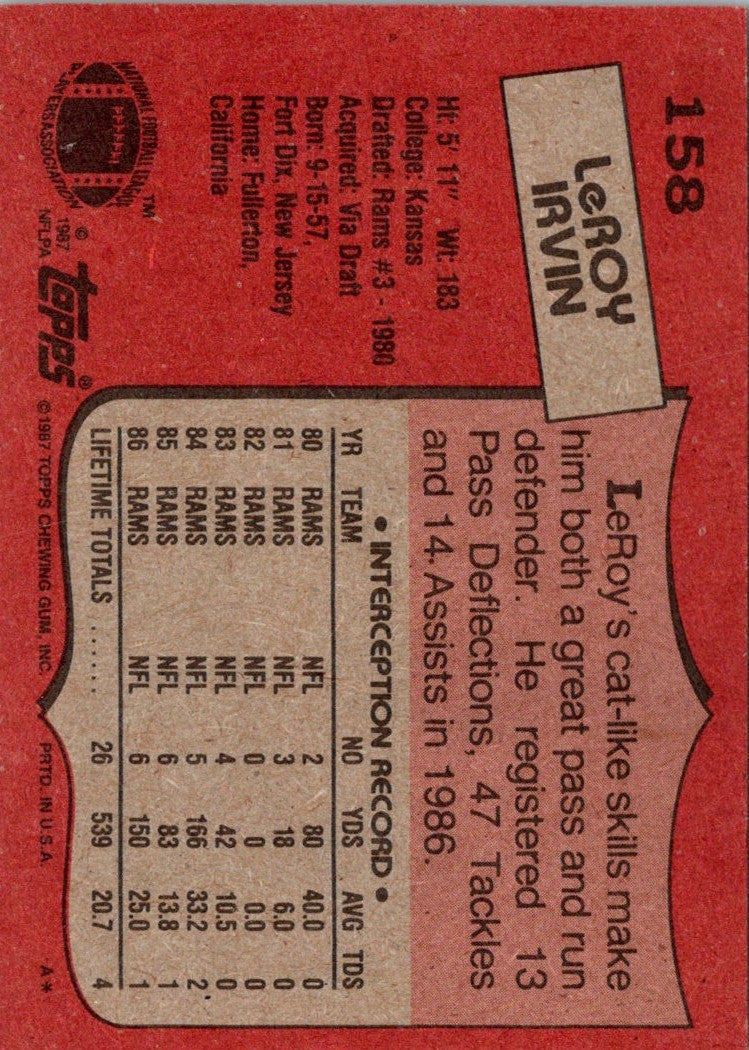 158
LeROY
IRVIN
Ht: 5' 11" Wt: 183
College: Kansas
Drafted: Rams #3 - 1980
Acquired: Via Draft
Born: 9-15-57,
Fort Dix, New Jersey
Home: Fullerton,
California
NATIONAL FOOTBALL LEAGUE
PLAYERS ASSOCIATION
TM
© 1987
NFLPA
topps®
LeRoy's cat-like skills make
him both a great pass and run
defender. He registered 13
Pass Deflections, 47 Tackles
and 14 Assists in 1986.
• INTERCEPTION RECORD •
YR TEAM NO YDS AVG TDS
80 RAMS NFL 2 80 40.0 0
81 RAMS NFL 3 18 6.0 0
82 RAMS NFL 0 0 0.0 0
83 RAMS NFL 4 42 10.5 0
84 RAMS NFL 5 166 33.2 2
85 RAMS NFL 6 83 13.8 1
86 RAMS NFL 6 150 25.0 1
LIFETIME TOTALS ...... 26 539 20.7 4
© 1987 TOPPS CHEWING GUM, INC. PRTD. IN U.S.A. A*